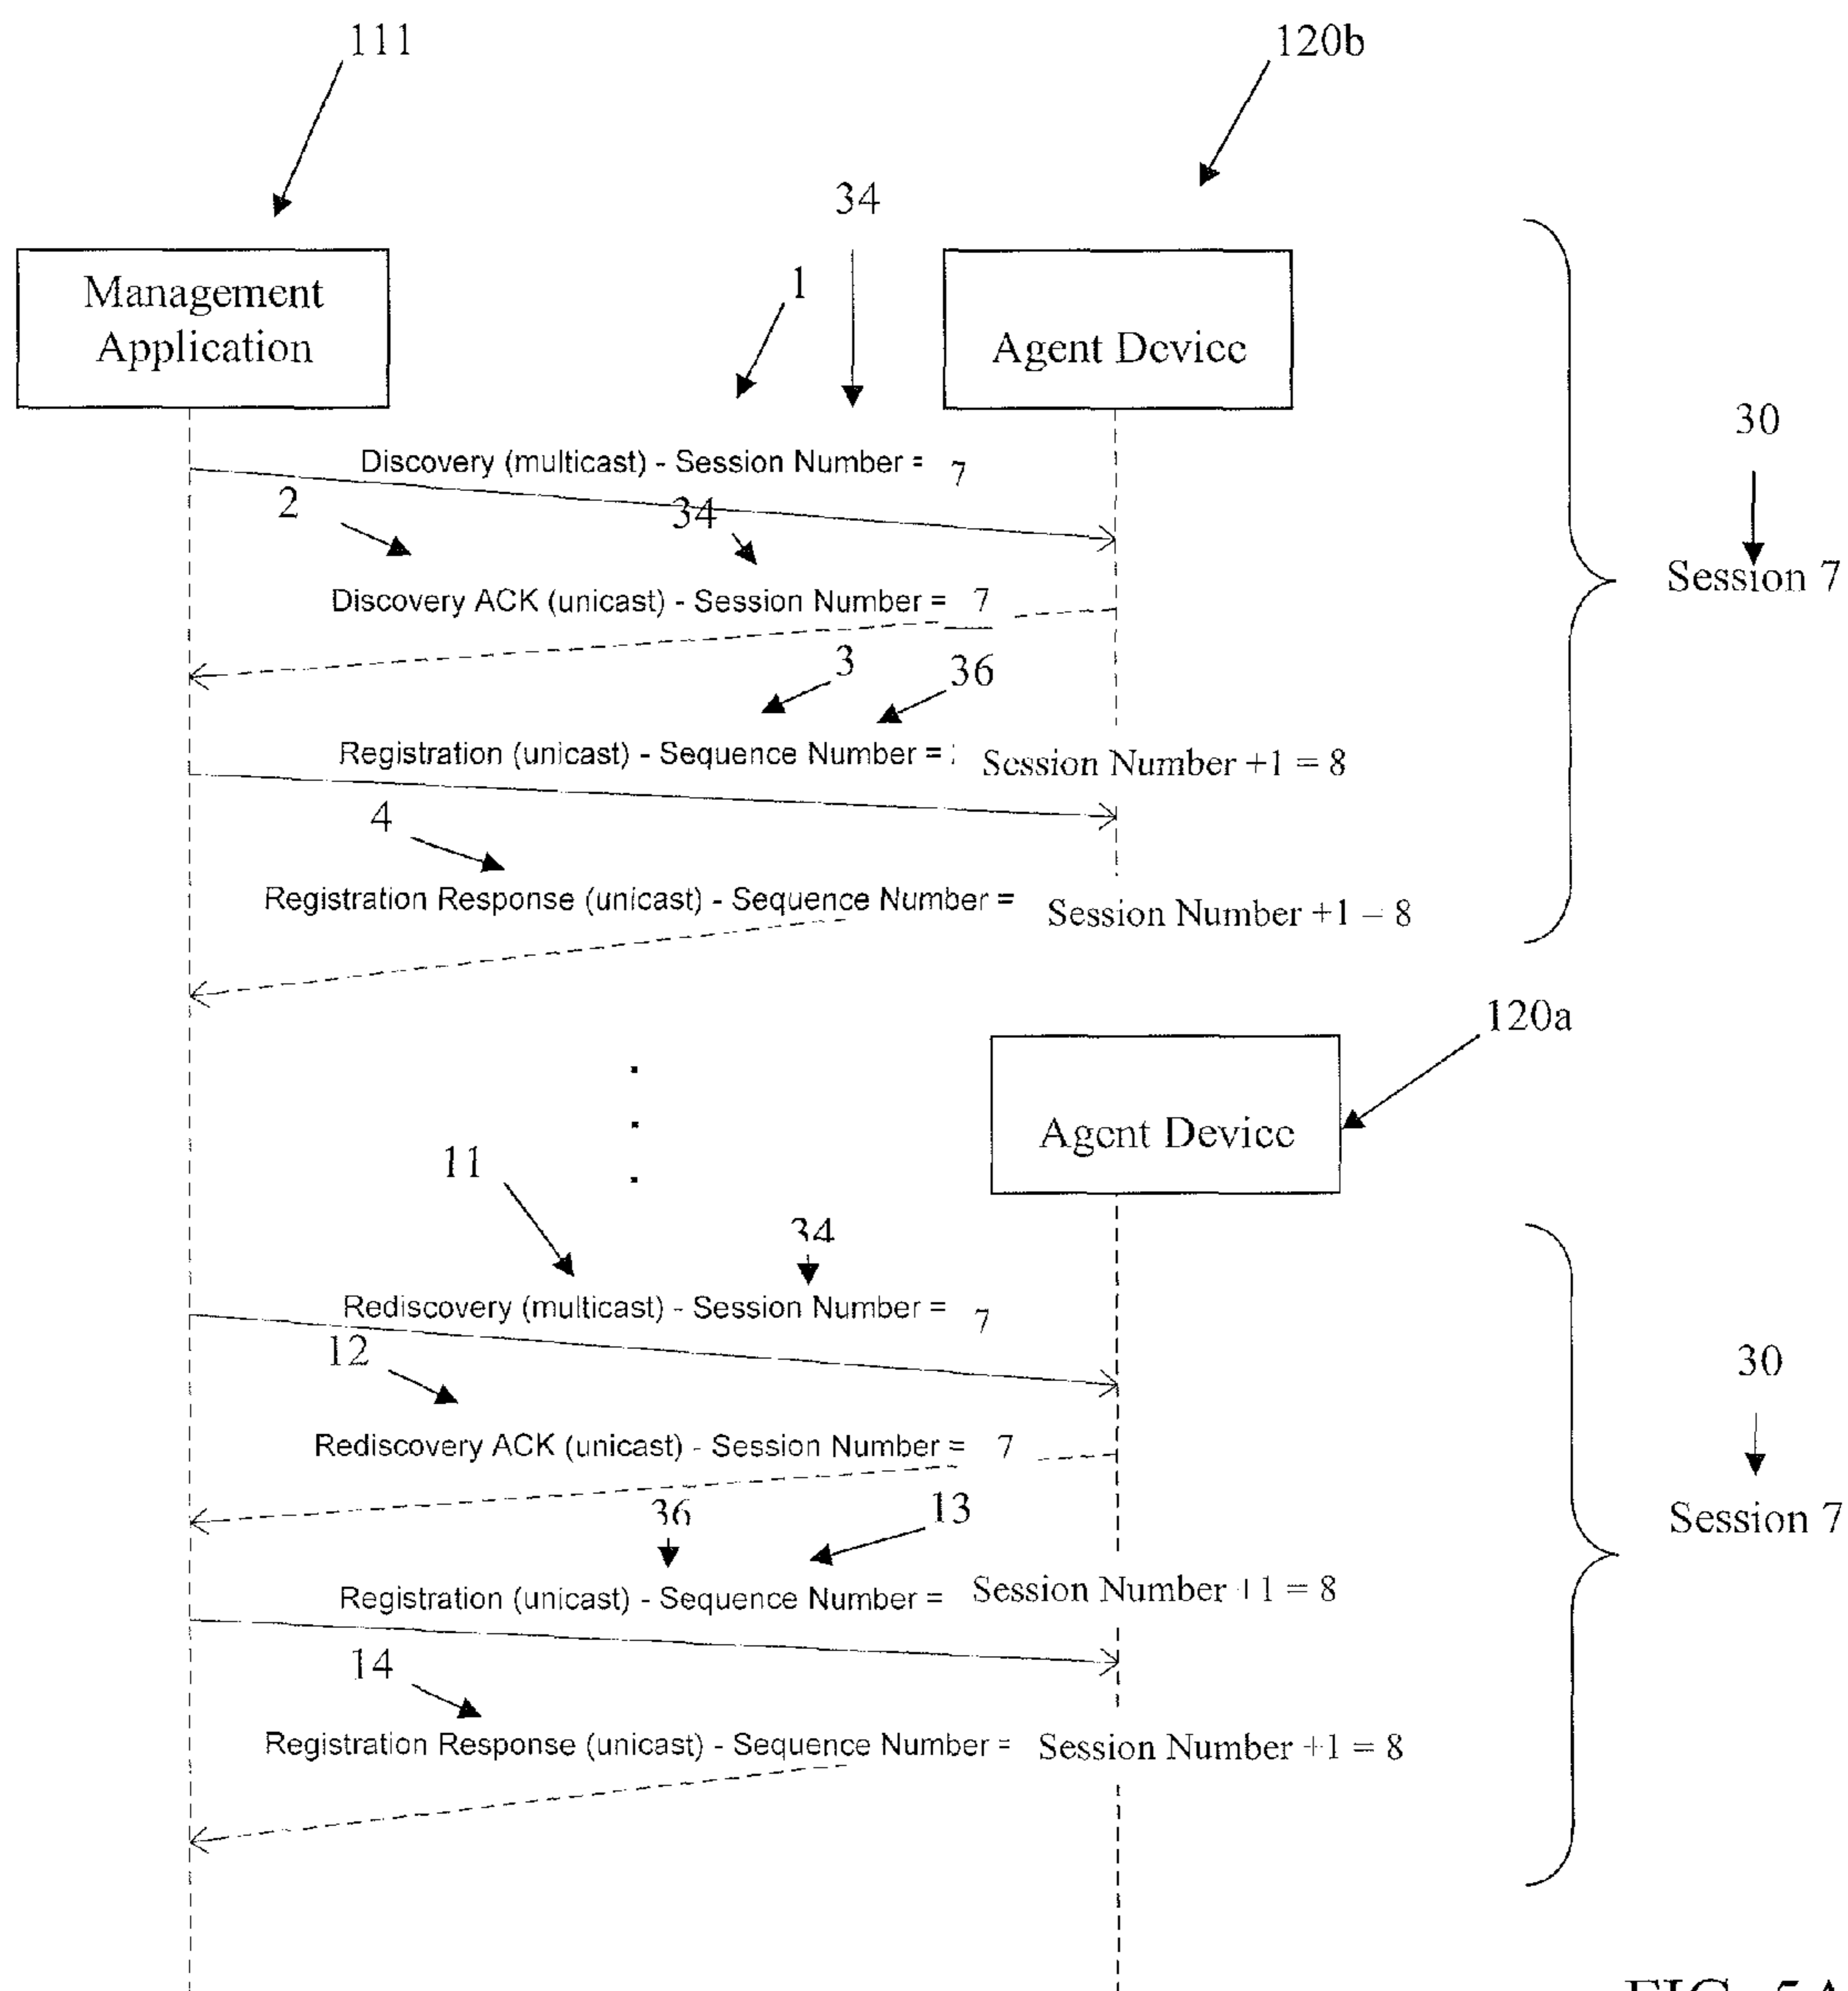 111
120b
34
1
Management
Application
Agent Device
30
Discovery (multicast) - Session Number = 7
2
34
Session 7
Discovery ACK (unicast) - Session Number = 7
3
36
Registration (unicast) - Sequence Number = Session Number +1 = 8
4
Registration Response (unicast) - Sequence Number = Session Number +1 = 8
120a
Agent Device
11
34
Rediscovery (multicast) - Session Number = 7
12
30
Rediscovery ACK (unicast) - Session Number = 7
36
13
Session 7
Registration (unicast) - Sequence Number = Session Number +1 = 8
14
Registration Response (unicast) - Sequence Number = Session Number +1 = 8
FIG. 5A